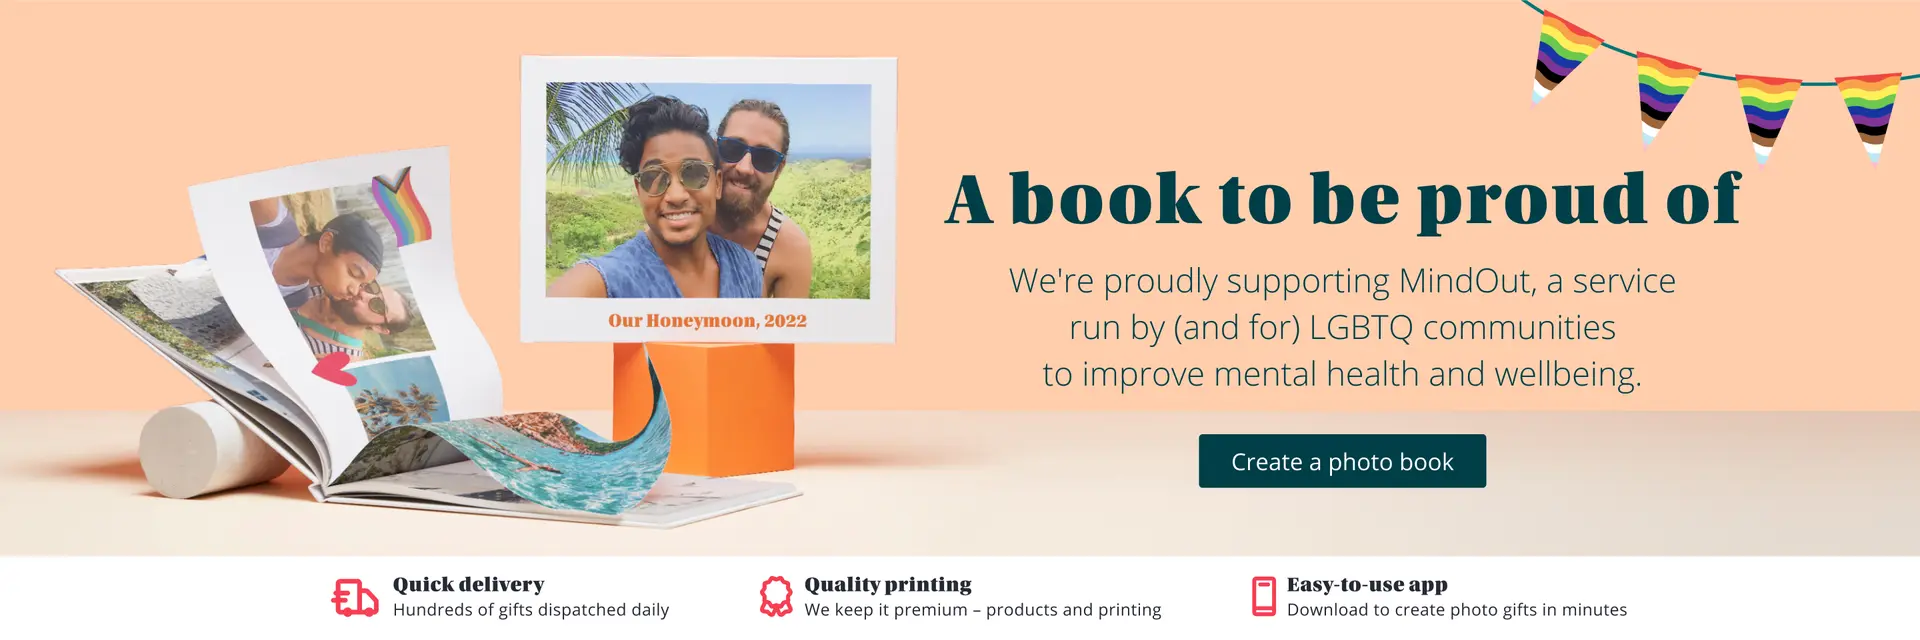 Our Honeymoon, 2022
A book to be proud of
We're proudly supporting MindOut, a service
run by (and for) LGBTQ communities
to improve mental health and wellbeing.
Create a photo book
Quick delivery
Hundreds of gifts dispatched daily
Quality printing
We keep it premium – products and printing
Easy-to-use app
Download to create photo gifts in minutes